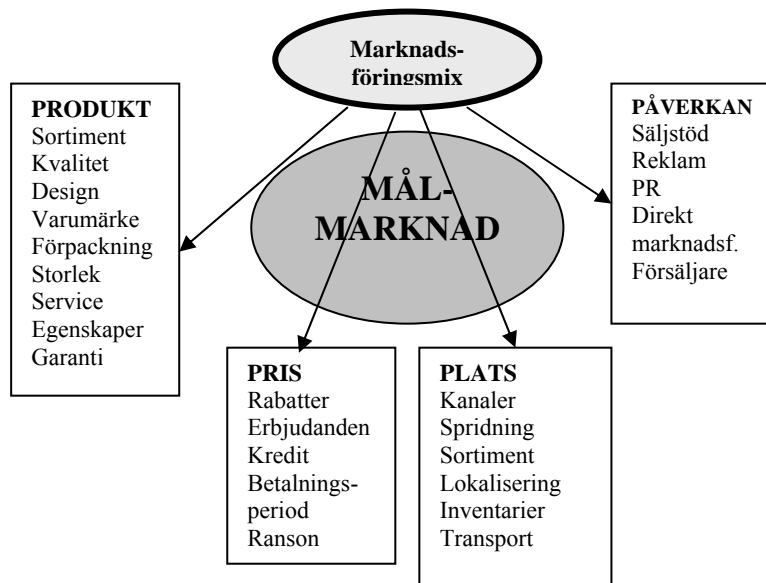 Marknads-
föringsmix
PRODUKT
Sortiment
Kvalitet
Design
Varumärke
Förpackning
Storlek
Service
Egenskaper
Garanti
MÅL-
MARKNAD
PÅVERKAN
Säljstöd
Reklam
PR
Direkt
marknadsf.
Försäljare
PRIS
Rabatter
Erbjudanden
Kredit
Betalnings-
period
Ranson
PLATS
Kanaler
Spridning
Sortiment
Lokalisering
Inventarier
Transport